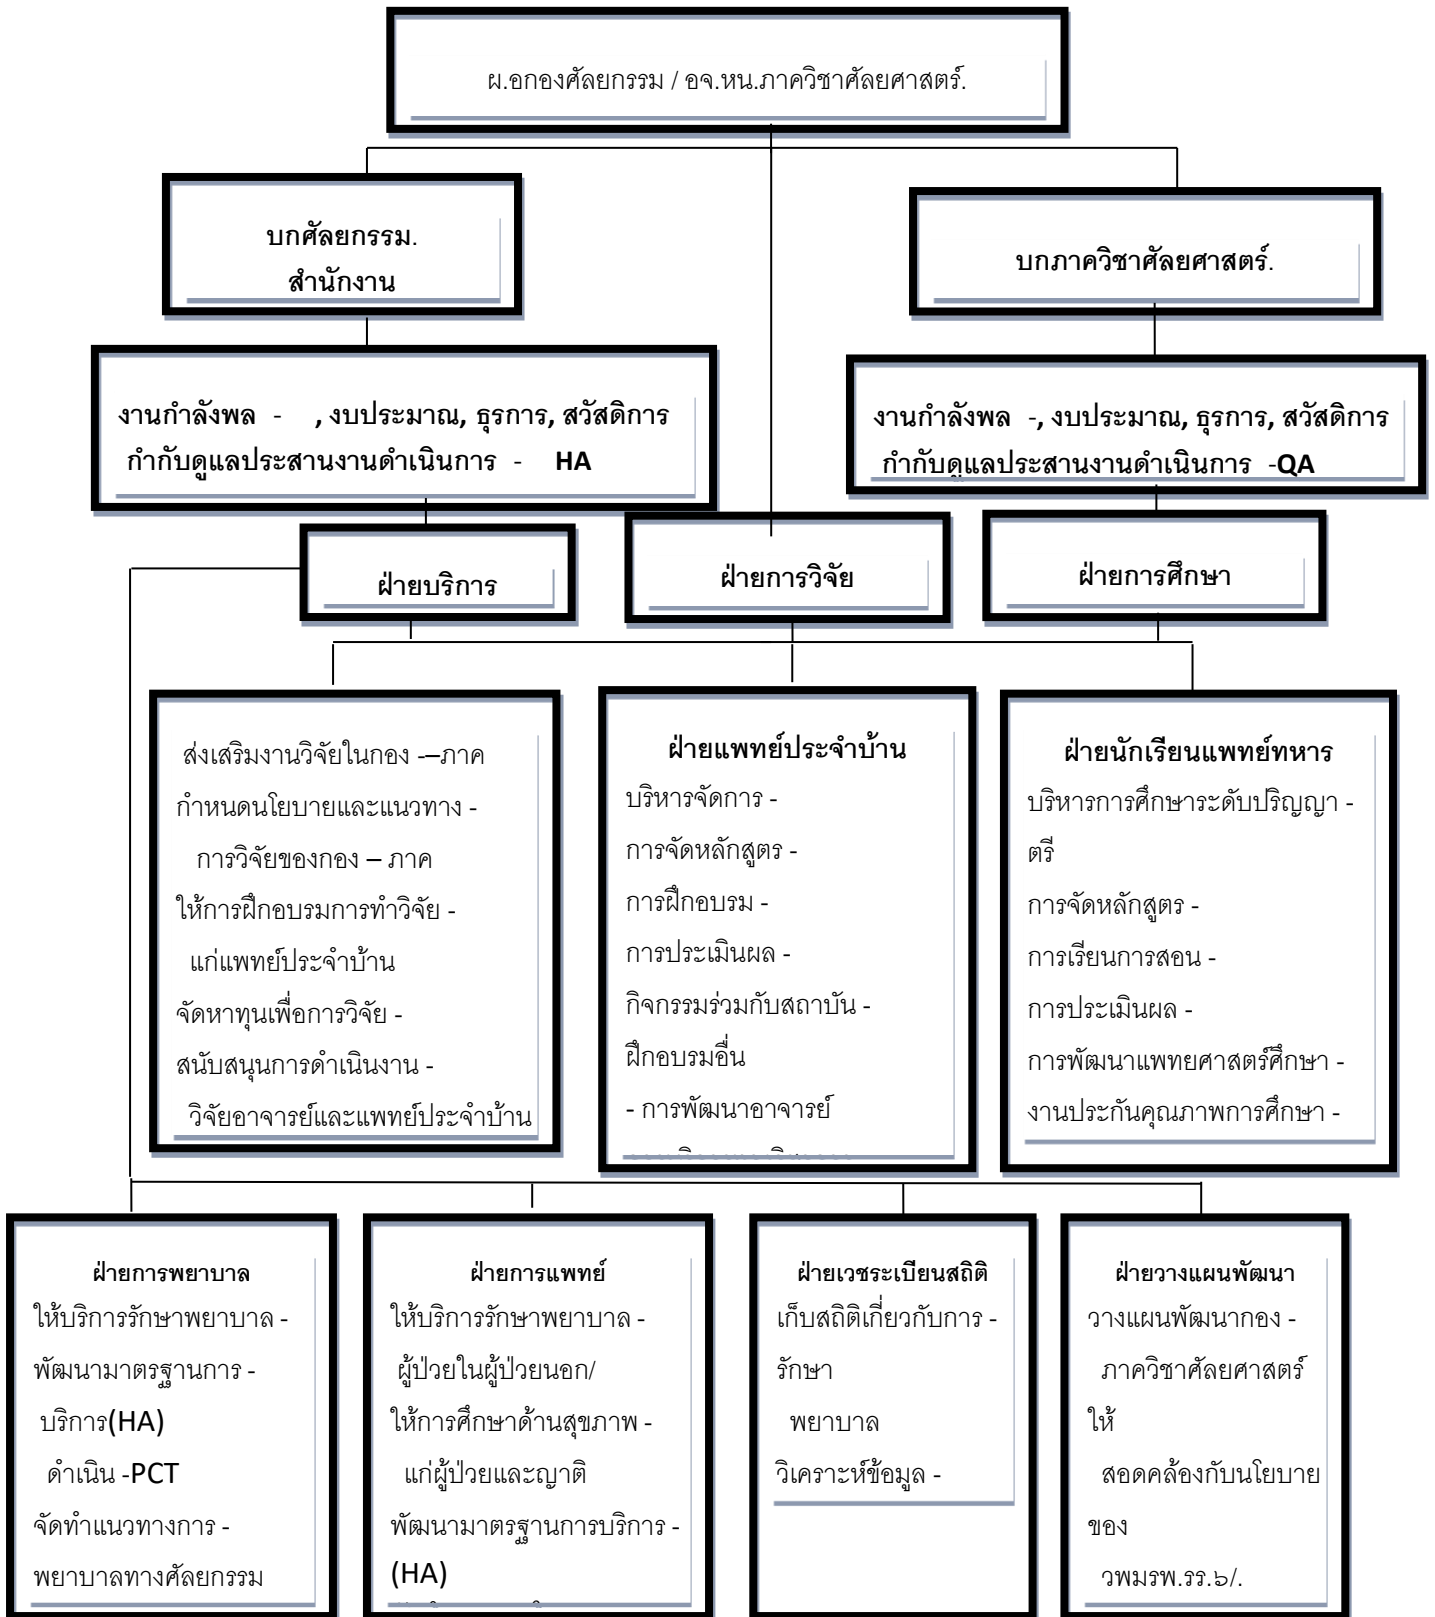 ผ.อกองศัลยกรรม / อจ.หน.ภาควิชาศัลยศาสตร์.
บกศัลยกรรม.
สำนักงาน
บกภาควิชาศัลยศาสตร์.
งานกำลังพล - , งบประมาณ, ธุรการ, สวัสดิการ
กำกับดูแลประสานงานดำเนินการ - HA
งานกำลังพล -, งบประมาณ, ธุรการ, สวัสดิการ
กำกับดูแลประสานงานดำเนินการ -QA
ฝ่ายบริการ
ฝ่ายการวิจัย
ฝ่ายการศึกษา
ส่งเสริมงานวิจัยในกอง -–ภาค
กำหนดนโยบายและแนวทาง -
การวิจัยของกอง – ภาค
ให้การฝึกอบรมการทำวิจัย -
แก่แพทย์ประจำบ้าน
จัดหาทุนเพื่อการวิจัย -
สนับสนุนการดำเนินงาน -
วิจัยอาจารย์และแพทย์ประจำบ้าน
ฝ่ายแพทย์ประจำบ้าน
บริหารจัดการ -
การจัดหลักสูตร -
การฝึกอบรม -
การประเมินผล -
กิจกรรมร่วมกับสถาบัน -
ฝึกอบรมอื่น
- การพัฒนาอาจารย์
ฝ่ายนักเรียนแพทย์ทหาร
บริหารการศึกษาระดับปริญญา -
ตรี
การจัดหลักสูตร -
การเรียนการสอน -
การประเมินผล -
การพัฒนาแพทยศาสตร์ศึกษา -
งานประกันคุณภาพการศึกษา -
ฝ่ายการพยาบาล
ให้บริการรักษาพยาบาล -
พัฒนามาตรฐานการ -
บริการ(HA)
ดำเนิน -PCT
จัดทำแนวทางการ -
พยาบาลทางศัลยกรรม
ฝ่ายการแพทย์
ให้บริการรักษาพยาบาล -
ผู้ป่วยในผู้ป่วยนอก/
ให้การศึกษาด้านสุขภาพ -
แก่ผู้ป่วยและญาติ
พัฒนามาตรฐานการบริการ -
(HA)
ฝ่ายเวชระเบียนสถิติ
เก็บสถิติเกี่ยวกับการ -
รักษา
พยาบาล
วิเคราะห์ข้อมูล -
ฝ่ายวางแผนพัฒนา
วางแผนพัฒนากอง -
ภาควิชาศัลยศาสตร์
ให้
สอดคล้องกับนโยบาย
ของ
วพมรพ.รร.๖/.